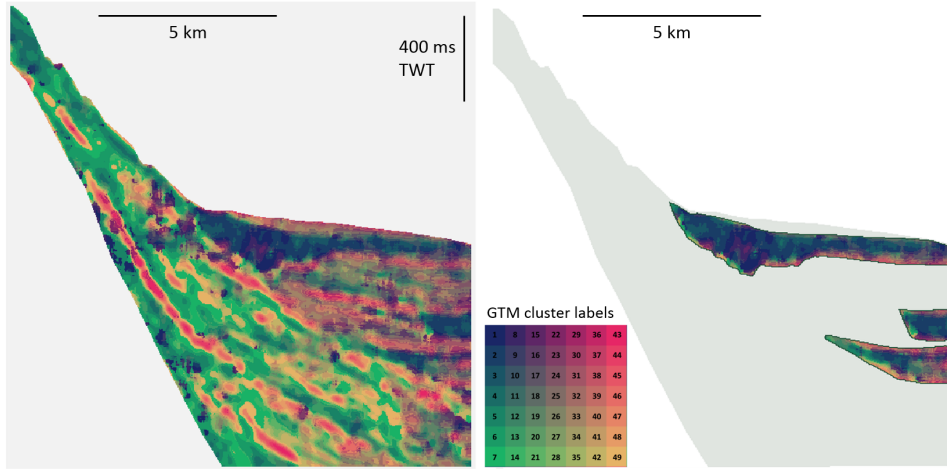 5 km
400 ms
TWT
5 km
GTM cluster labels
1 8 15 22 29 36 43
2 9 16 23 30 37 44
3 10 17 24 31 38 45
4 11 18 25 32 39 46
5 12 19 26 33 40 47
6 13 20 27 34 41 48
7 14 21 28 35 42 49